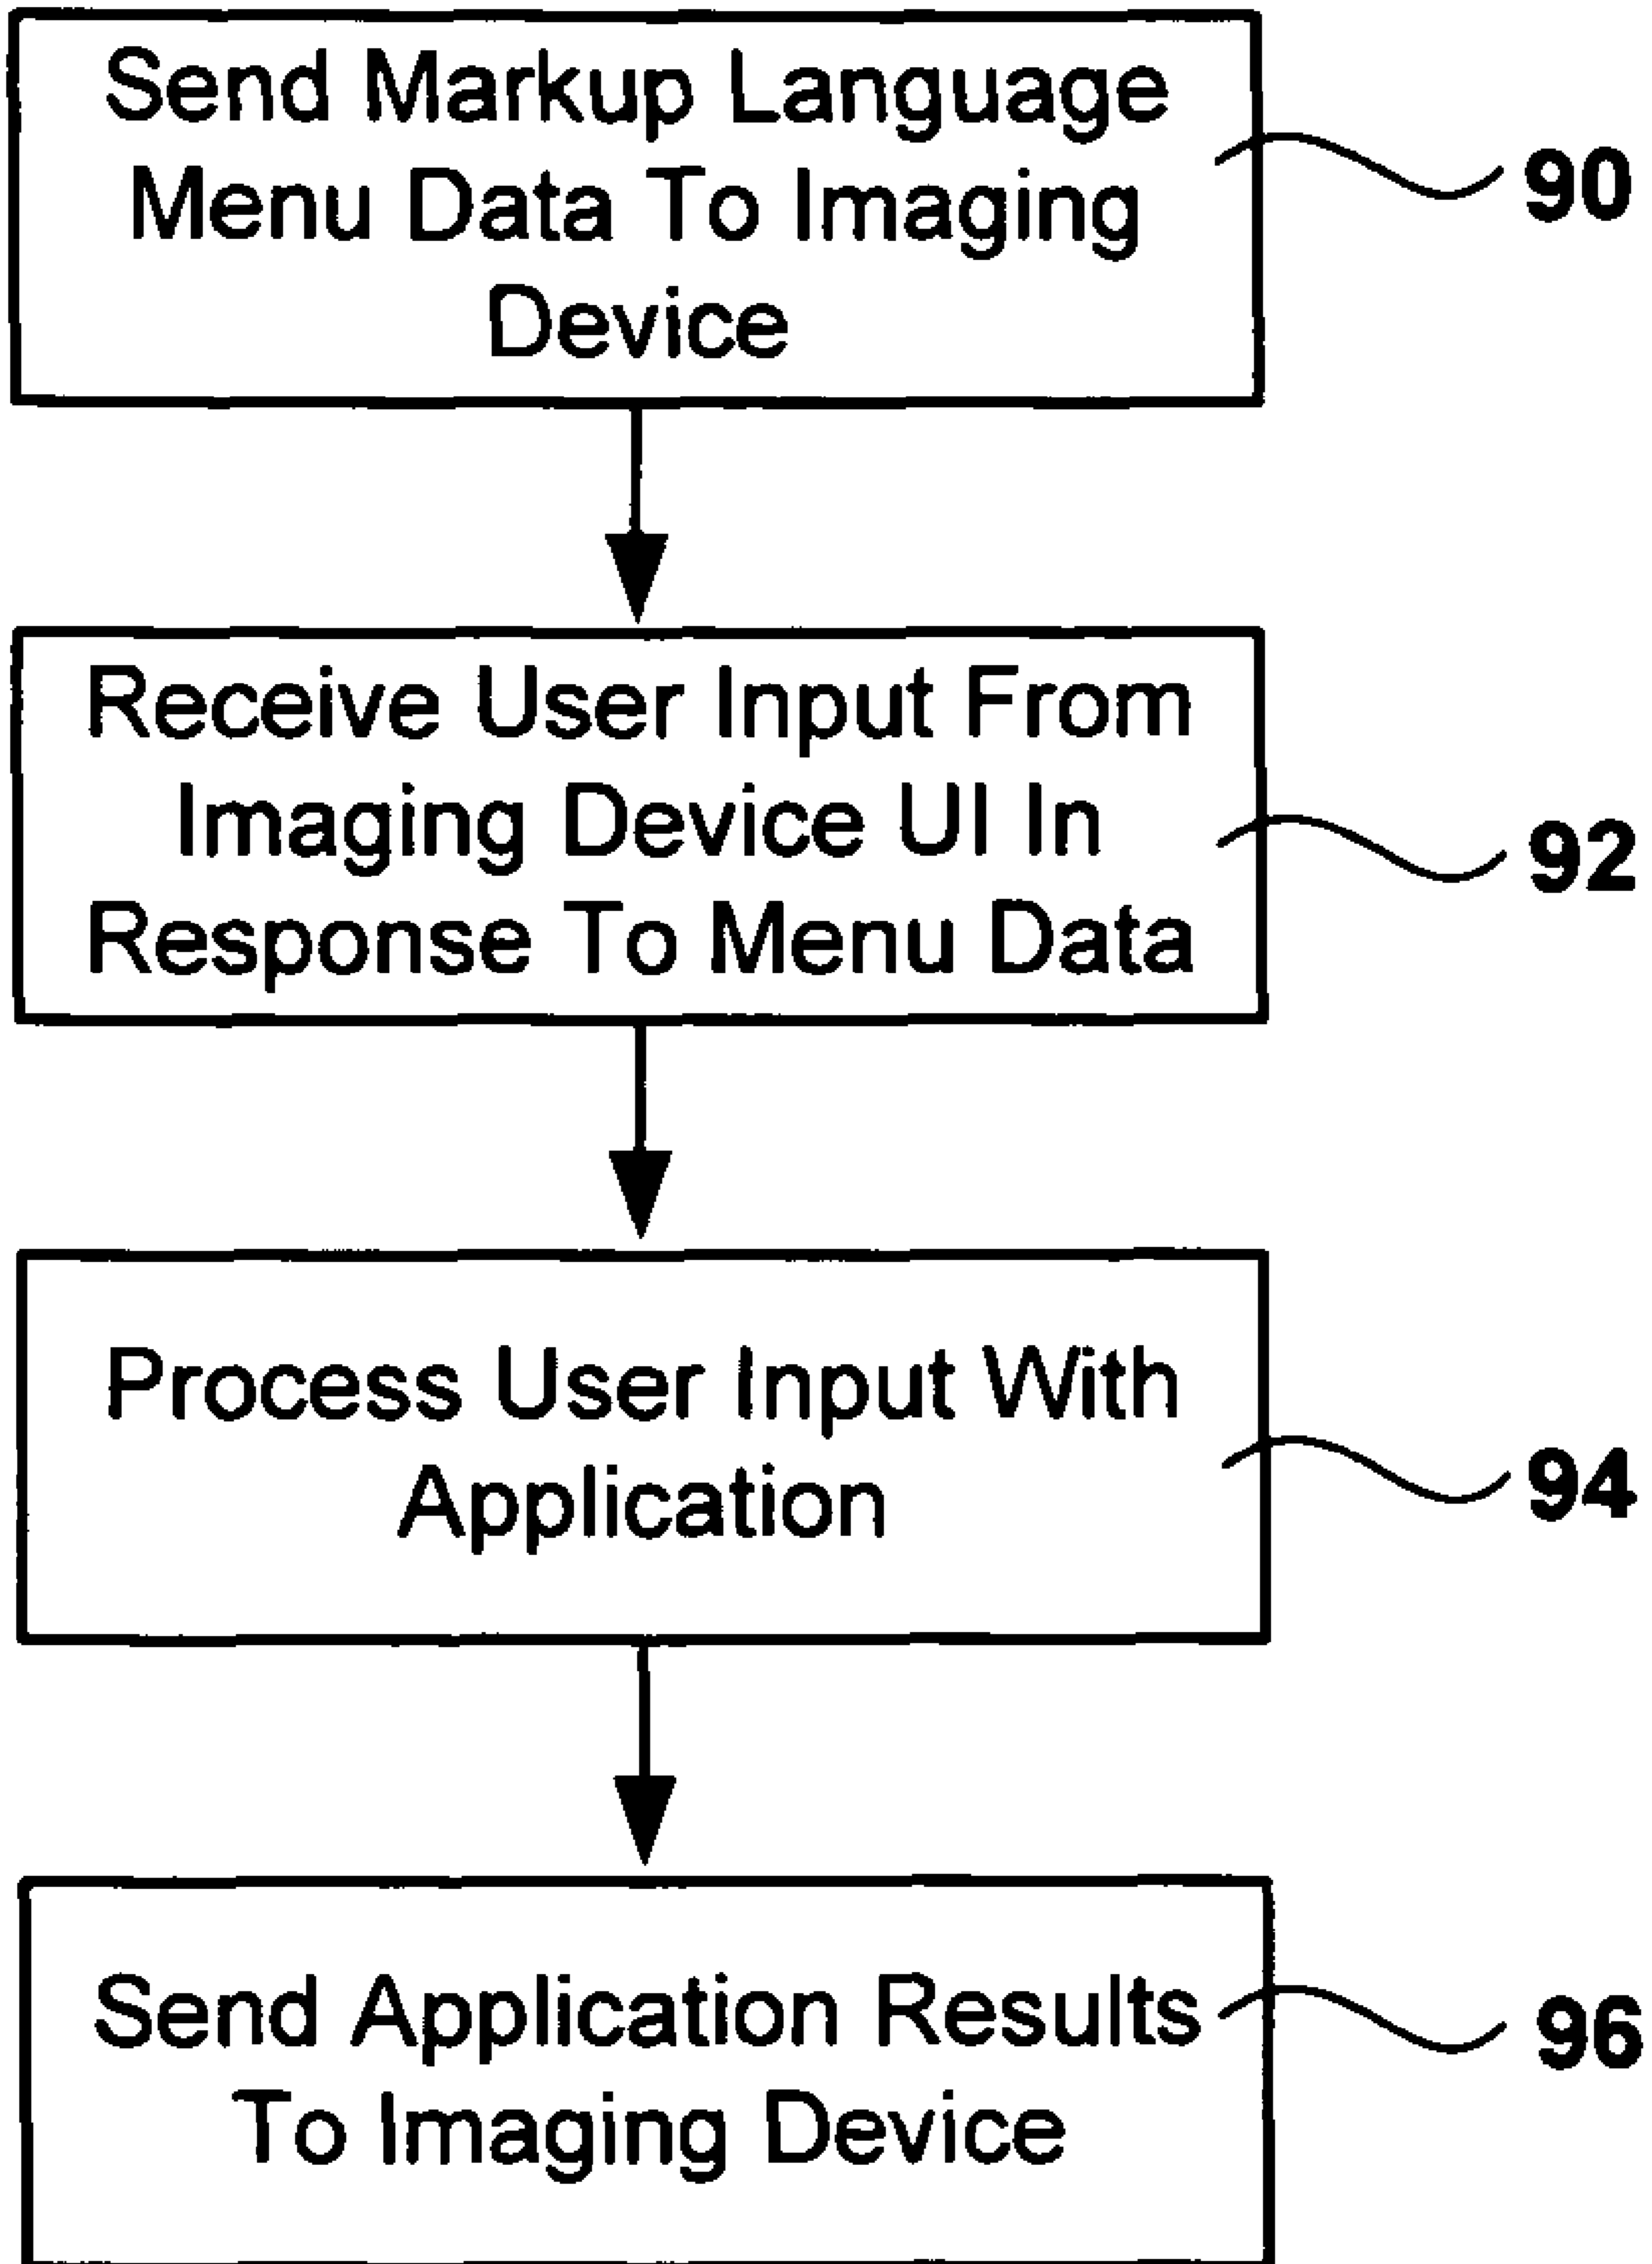 Send Markup Language
Menu Data To Imaging
Device
90
Receive User Input From
Imaging Device UI In
Response To Menu Data
92
Process User Input With
Application
94
Send Application Results
To Imaging Device
96